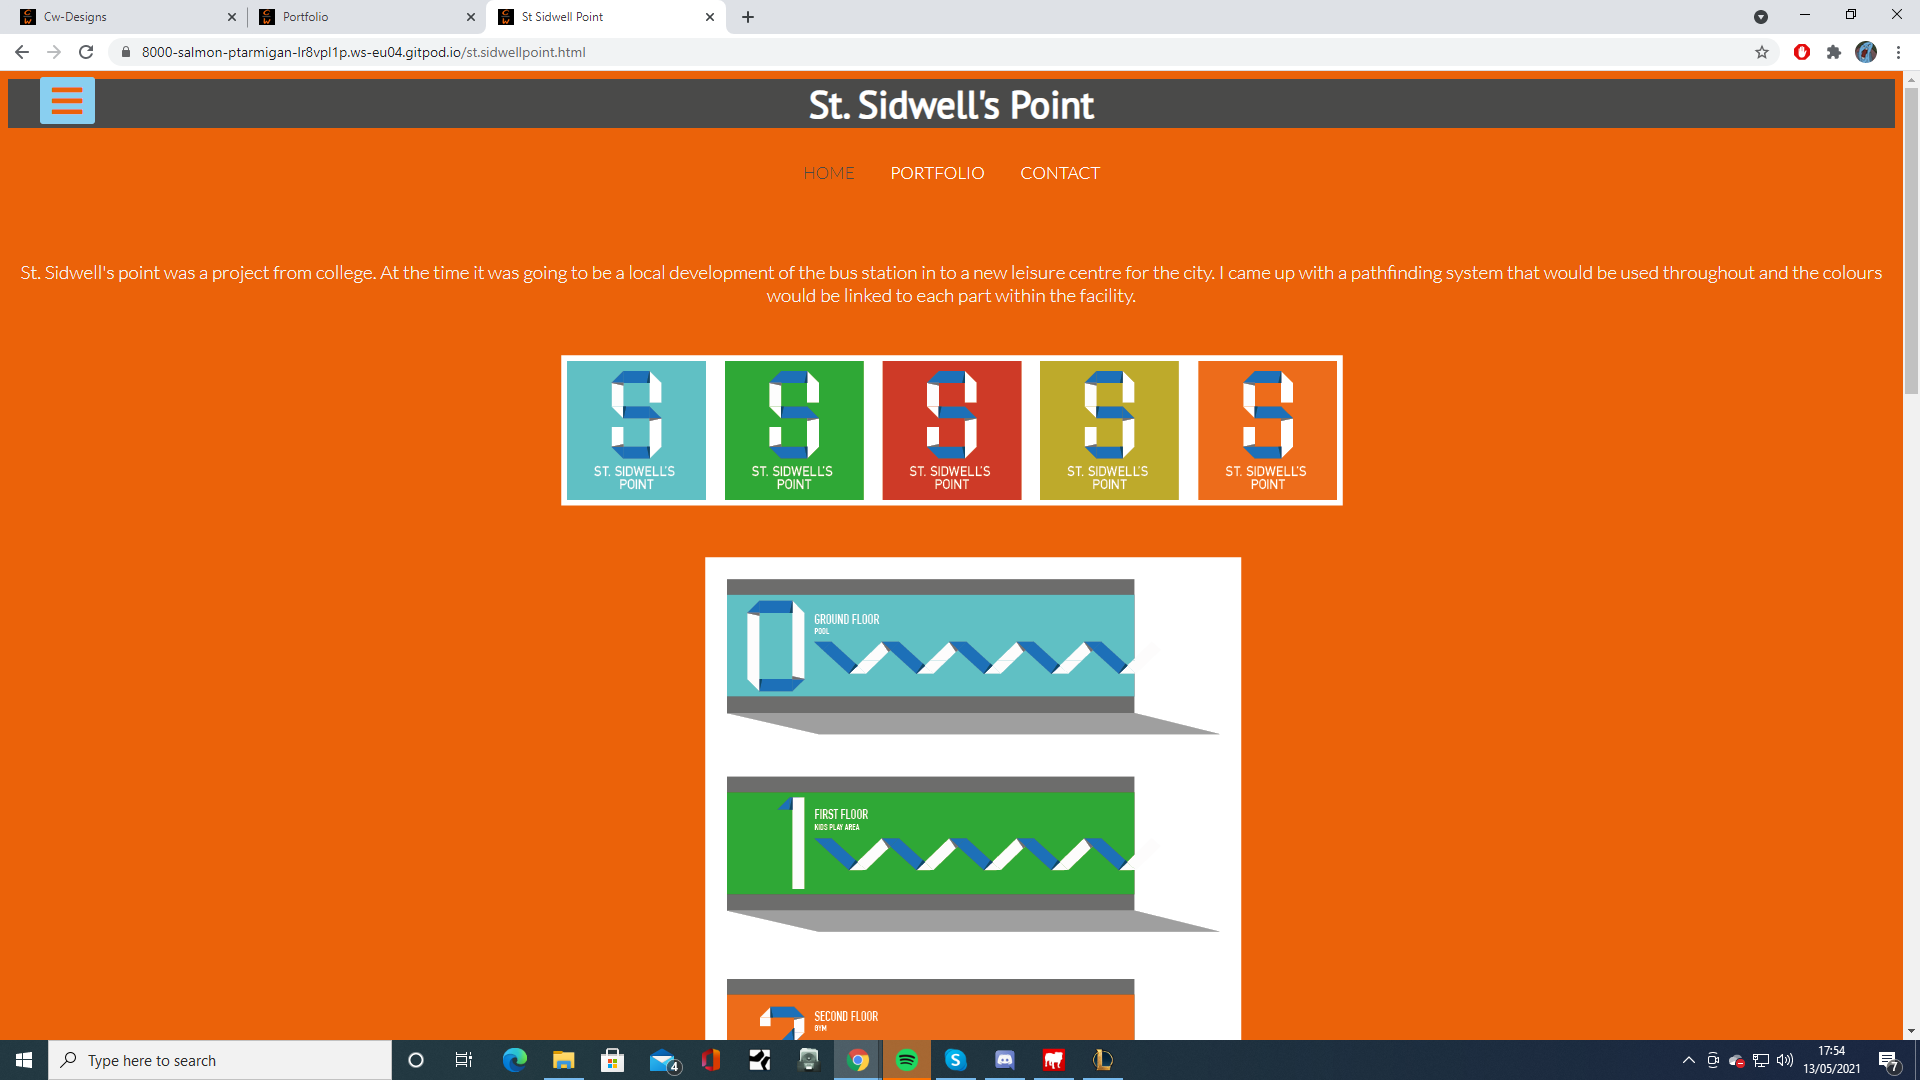 Cw-Designs
Portfolio
St Sidwell Point
8000-salmon-ptarmigan-lr8vpl1p.ws-eu04.gitpod.io/st.sidwellpoint.html
St. Sidwell's Point
HOME PORTFOLIO CONTACT
St. Sidwell's point was a project from college. At the time it was going to be a local development of the bus station in to a new leisure centre for the city. I came up with a pathfinding system that would be used throughout and the colours
would be linked to each part within the facility.
ST. SIDWELL'S
POINT
ST. SIDWELL'S
POINT
ST. SIDWELL'S
POINT
ST. SIDWELL'S
POINT
ST. SIDWELL'S
POINT
0
GROUND FLOOR
POOL
1
FIRST FLOOR
KIDS PLAY AREA
2
SECOND FLOOR
GYM
Type here to search
4
17:54
13/05/2021
7